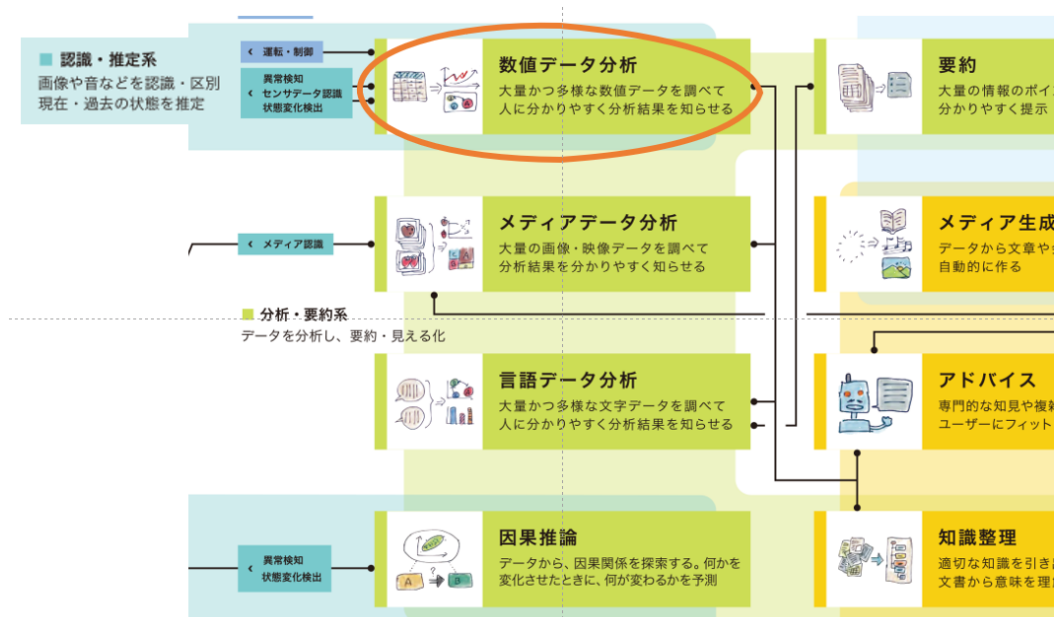 認識・推定系
画像や音などを認識・区別
現在・過去の状態を推定
運転・制御
異常検知
センサデータ認識
状態変化検出
数値データ分析
大量かつ多様な数値データを調べて
人に分かりやすく分析結果を知らせる
要約
大量の情報のポイン
分かりやすく提示
メディア認識
メディアデータ分析
大量の画像・映像データを調べて
分析結果を分かりやすく知らせる
メディア生成
データから文章や
自動的に作る
分析・要約系
データを分析し、要約・見える化
言語データ分析
大量かつ多様な文字データを調べて
人に分かりやすく分析結果を知らせる
アドバイス
専門的な知見や複
ユーザーにフィット
異常検知
状態変化検出
因果推論
データから、因果関係を探索する。何かを
変化させたときに、何が変わるかを予測
?
A
B
知識整理
適切な知識を引き
文書から意味を理